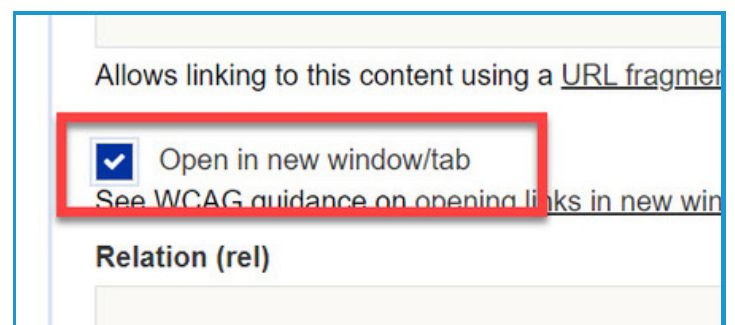 Allows linking to this content using a URL fragmen
Open in new window/tab
See WCAG guidance on opening links in new win
Relation (rel)